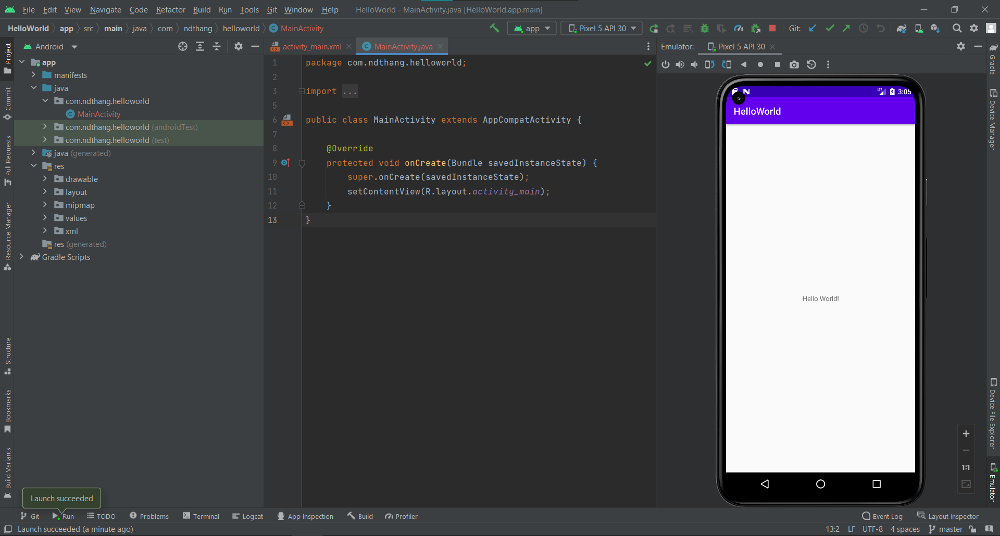 File Edit View Navigate Code Refactor Build Run Tools Git Window Help HelloWorld - MainActivity.java [HelloWorld.app.main]
HelloWorld app src main java com ndthang helloworld MainActivity app Pixel 5 API 30 Git:
Project
Commit
Pull Requests
Resource Manager
Structure
Bookmarks
Build Variants
Android
app
manifests
java
com.ndthang.helloworld
MainActivity
com.ndthang.helloworld (androidTest)
com.ndthang.helloworld (test)
java (generated)
res
drawable
layout
mipmap
values
xml
res (generated)
Gradle Scripts
activity_main.xml MainActivity.java
1 package com.ndthang.helloworld;
2
3 import ...
5
6 public class MainActivity extends AppCompatActivity {
7
8 @Override
9 protected void onCreate(Bundle savedInstanceState) {
10 super.onCreate(savedInstanceState);
11 setContentView(R.layout.activity_main);
12 }
13 }
Emulator: Pixel 5 API 30
LTE 3:05
HelloWorld
Hello World!
1:1
Gradle
Device Manager
Device File Explorer
Emulator
Launch succeeded
Git Run TODO Problems Terminal Logcat App Inspection Build Profiler Event Log Layout Inspector
Launch succeeded (a minute ago) 13:2 LF UTF-8 4 spaces master